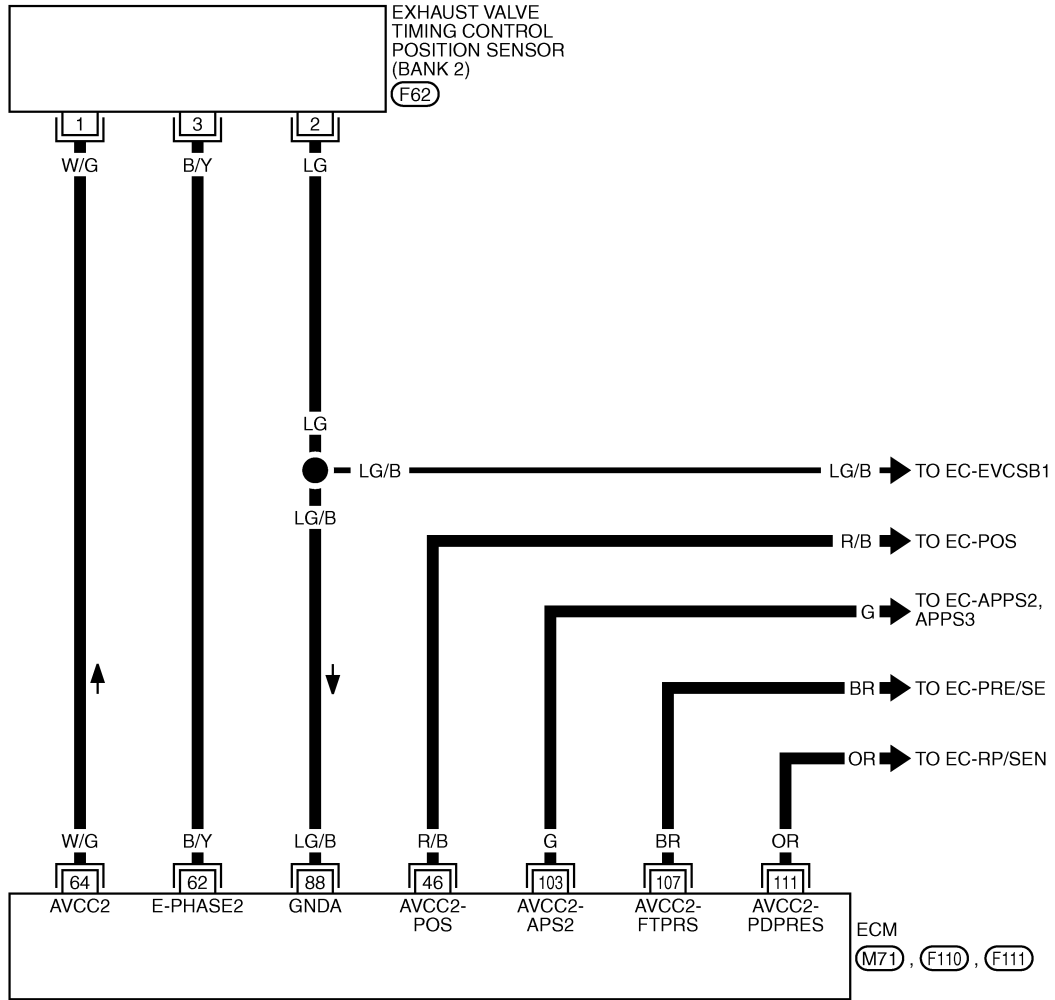 EXHAUST VALVE
TIMING CONTROL
POSITION SENSOR
(BANK 2)
F62
1 3 2
W/G B/Y LG
LG
LG/B LG/B TO EC-EVCSB1
LG/B
R/B TO EC-POS
G TO EC-APPS2,
APPS3
BR TO EC-PRE/SE
OR TO EC-RP/SEN
W/G B/Y LG/B R/B G BR OR
64 62 88 46 103 107 111
AVCC2 E-PHASE2 GNDA AVCC2-
POS AVCC2-
APS2 AVCC2-
FTPRS AVCC2-
PDPRES
ECM
M71 , F110 , F111